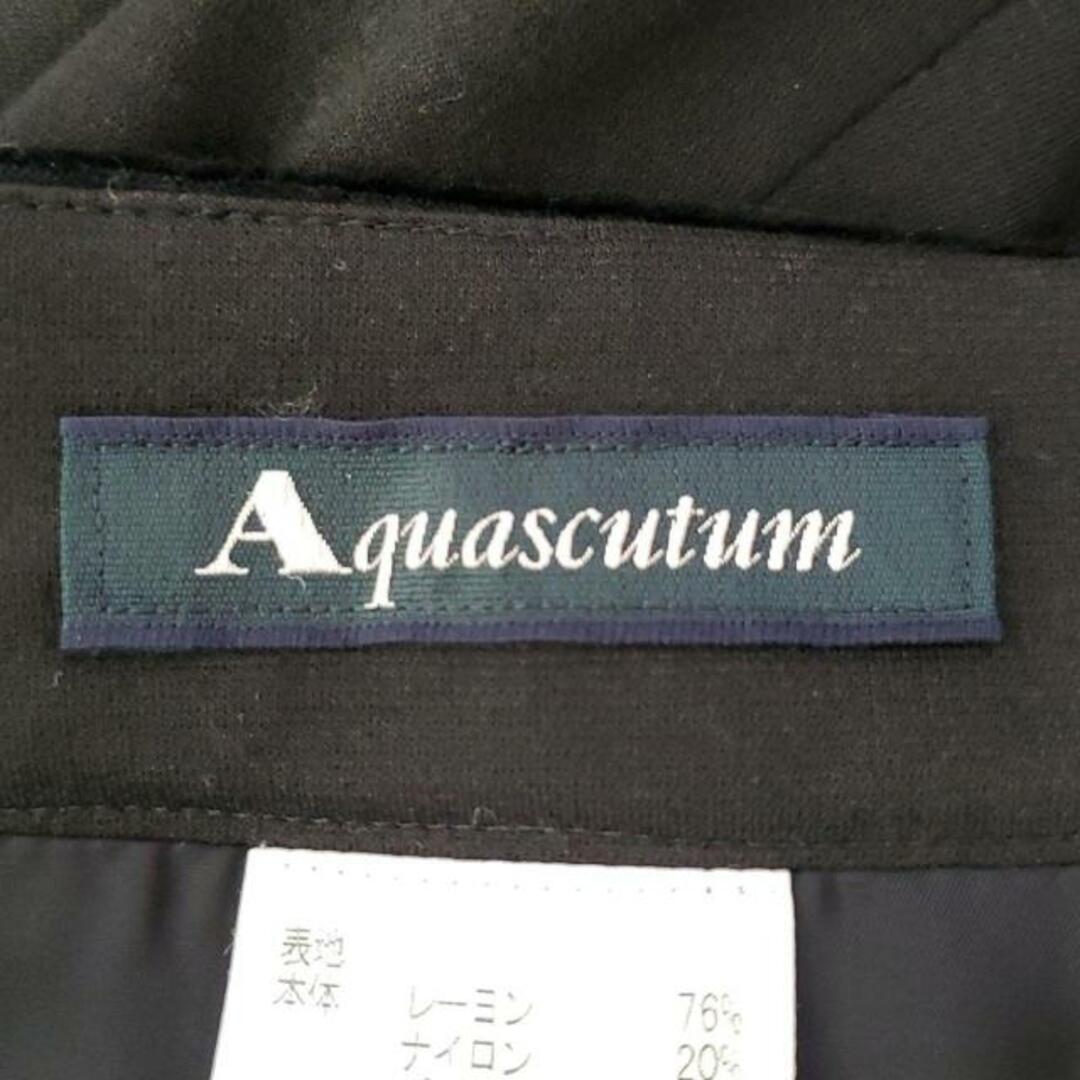 Aquascutum
表地
本体
レーヨン 76%
ナイロン 20%